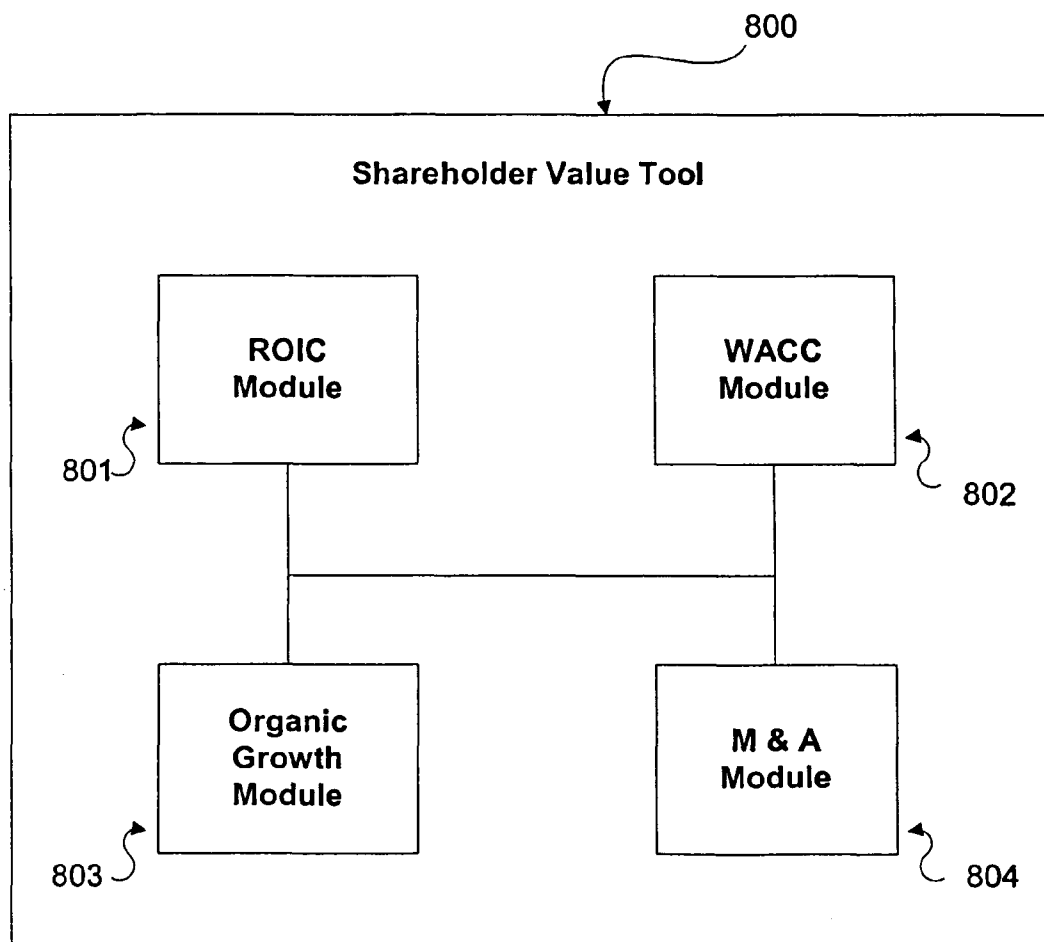 800
Shareholder Value Tool
ROIC
Module
WACC
Module
801
802
Organic
Growth
Module
M & A
Module
803
804